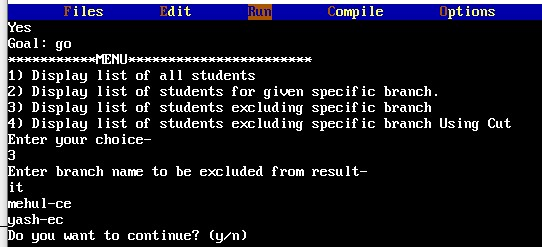 Files Edit Run Compile Options
Yes
Goal: go
***********MENU***********************
1) Display list of all students
2) Display list of students for given specific branch.
3) Display list of students excluding specific branch
4) Display list of students excluding specific branch Using Cut
Enter your choice-
3
Enter branch name to be excluded from result-
it
mehul-ce
yash-ec
Do you want to continue? (y/n)